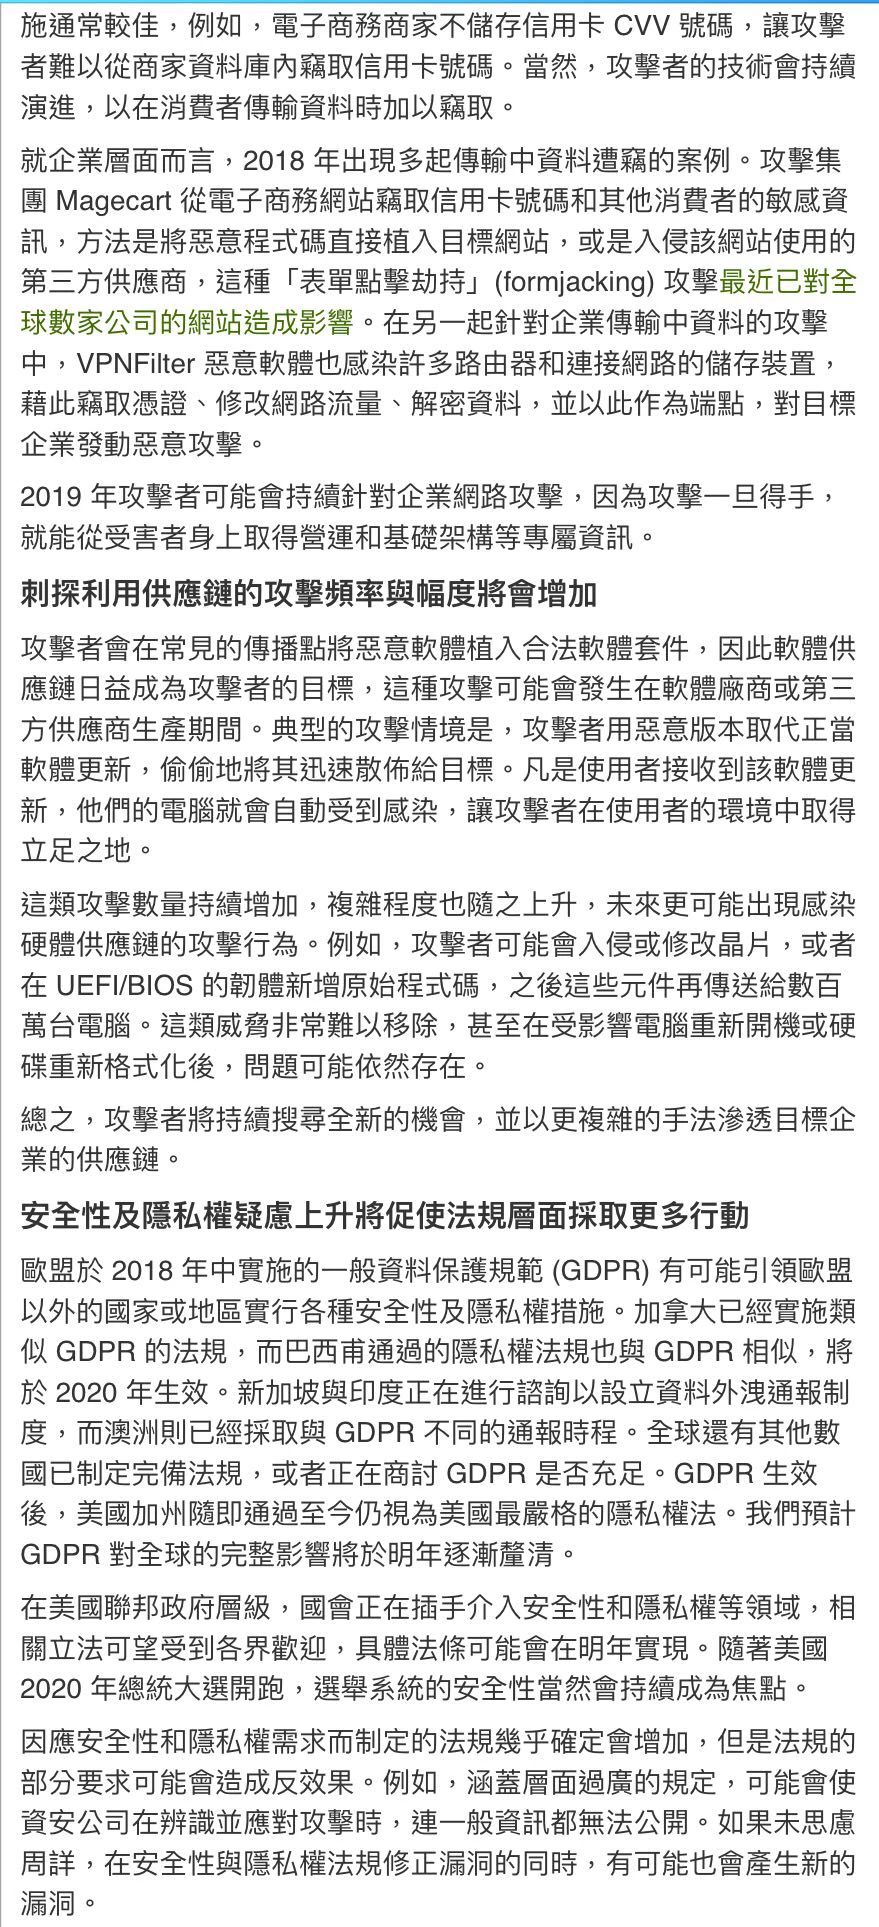 施通常較佳，例如，電子商務商家不儲存信用卡 CVV 號碼，讓攻擊
者難以從商家資料庫內竊取信用卡號碼。當然，攻擊者的技術會持續
演進，以在消費者傳輸資料時加以竊取。
就企業層面而言，2018 年出現多起傳輸中資料遭竊的案例。攻擊集
團 Magecart 從電子商務網站竊取信用卡號碼和其他消費者的敏感資
訊，方法是將惡意程式碼直接植入目標網站，或是入侵該網站使用的
第三方供應商，這種「表單點擊劫持」(formjacking) 攻擊最近已對全
球數家公司的網站造成影響。在另一起針對企業傳輸中資料的攻擊
中，VPNFilter 惡意軟體也感染許多路由器和連接網路的儲存裝置，
藉此竊取憑證、修改網路流量、解密資料，並以此作為端點，對目標
企業發動惡意攻擊。
2019 年攻擊者可能會持續針對企業網路攻擊，因為攻擊一旦得手，
就能從受害者身上取得營運和基礎架構等專屬資訊。
刺探利用供應鏈的攻擊頻率與幅度將會增加
攻擊者會在常見的傳播點將惡意軟體植入合法軟體套件，因此軟體供
應鏈日益成為攻擊者的目標，這種攻擊可能會發生在軟體廠商或第三
方供應商生產期間。典型的攻擊情境是，攻擊者用惡意版本取代正當
軟體更新，偷偷地將其迅速散佈給目標。凡是使用者接收到該軟體更
新，他們的電腦就會自動受到感染，讓攻擊者在使用者的環境中取得
立足之地。
這類攻擊數量持續增加，複雜程度也隨之上升，未來更可能出現感染
硬體供應鏈的攻擊行為。例如，攻擊者可能會入侵或修改晶片，或者
在 UEFI/BIOS 的韌體新增原始程式碼，之後這些元件再傳送給數百
萬台電腦。這類威脅非常難以移除，甚至在受影響電腦重新開機或硬
碟重新格式化後，問題可能依然存在。
總之，攻擊者將持續搜尋全新的機會，並以更複雜的手法滲透目標企
業的供應鏈。
安全性及隱私權疑慮上升將促使法規層面採取更多行動
歐盟於 2018 年中實施的一般資料保護規範 (GDPR) 有可能引領歐盟
以外的國家或地區實行各種安全性及隱私權措施。加拿大已經實施類
似 GDPR 的法規，而巴西甫通過的隱私權法規也與 GDPR 相似，將
於 2020 年生效。新加坡與印度正在進行諮詢以設立資料外洩通報制
度，而澳洲則已經採取與 GDPR 不同的通報時程。全球還有其他數
國已制定完備法規，或者正在商討 GDPR 是否充足。GDPR 生效
後，美國加州隨即通過至今仍視為美國最嚴格的隱私權法。我們預計
GDPR 對全球的完整影響將於明年逐漸釐清。
在美國聯邦政府層級，國會正在插手介入安全性和隱私權等領域，相
關立法可望受到各界歡迎，具體法條可能會在明年實現。隨著美國
2020 年總統大選開跑，選舉系統的安全性當然會持續成為焦點。
因應安全性和隱私權需求而制定的法規幾乎確定會增加，但是法規的
部分要求可能會造成反效果。例如，涵蓋層面過廣的規定，可能會使
資安公司在辨識並應對攻擊時，連一般資訊都無法公開。如果未思慮
周詳，在安全性與隱私權法規修正漏洞的同時，有可能也會產生新的
漏洞。